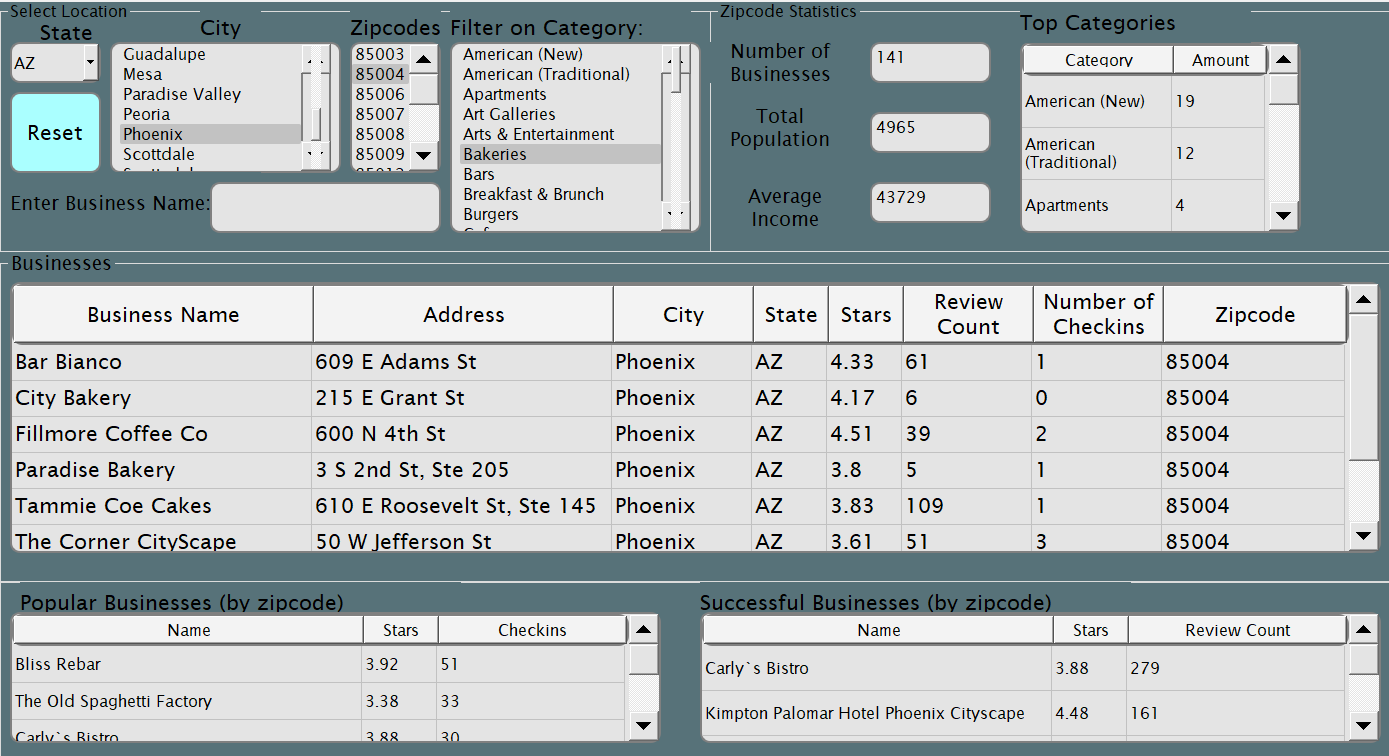 Select Location
State
City
Zipcodes
Filter on Category:
AZ
Reset
Guadalupe
Mesa
Paradise Valley
Peoria
Phoenix
Scottdale
85003
85004
85006
85007
85008
85009
American (New)
American (Traditional)
Apartments
Art Galleries
Arts & Entertainment
Bakeries
Bars
Breakfast & Brunch
Burgers
Enter Business Name:
Zipcode Statistics
Number of
Businesses
141
Total
Population
4965
Average
Income
43729
Top Categories
Category Amount
American (New) 19
American
(Traditional) 12
Apartments 4
Businesses
Business Name Address City State Stars Review Count Number of Checkins Zipcode
Bar Bianco 609 E Adams St Phoenix AZ 4.33 61 1 85004
City Bakery 215 E Grant St Phoenix AZ 4.17 6 0 85004
Fillmore Coffee Co 600 N 4th St Phoenix AZ 4.51 39 2 85004
Paradise Bakery 3 S 2nd St, Ste 205 Phoenix AZ 3.8 5 1 85004
Tammie Coe Cakes 610 E Roosevelt St, Ste 145 Phoenix AZ 3.83 109 1 85004
The Corner CityScape 50 W Jefferson St Phoenix AZ 3.61 51 3 85004
Popular Businesses (by zipcode)
Name Stars Checkins
Bliss Rebar 3.92 51
The Old Spaghetti Factory 3.38 33
Carly`s Bistro 3.88 30
Successful Businesses (by zipcode)
Name Stars Review Count
Carly`s Bistro 3.88 279
Kimpton Palomar Hotel Phoenix Cityscape 4.48 161